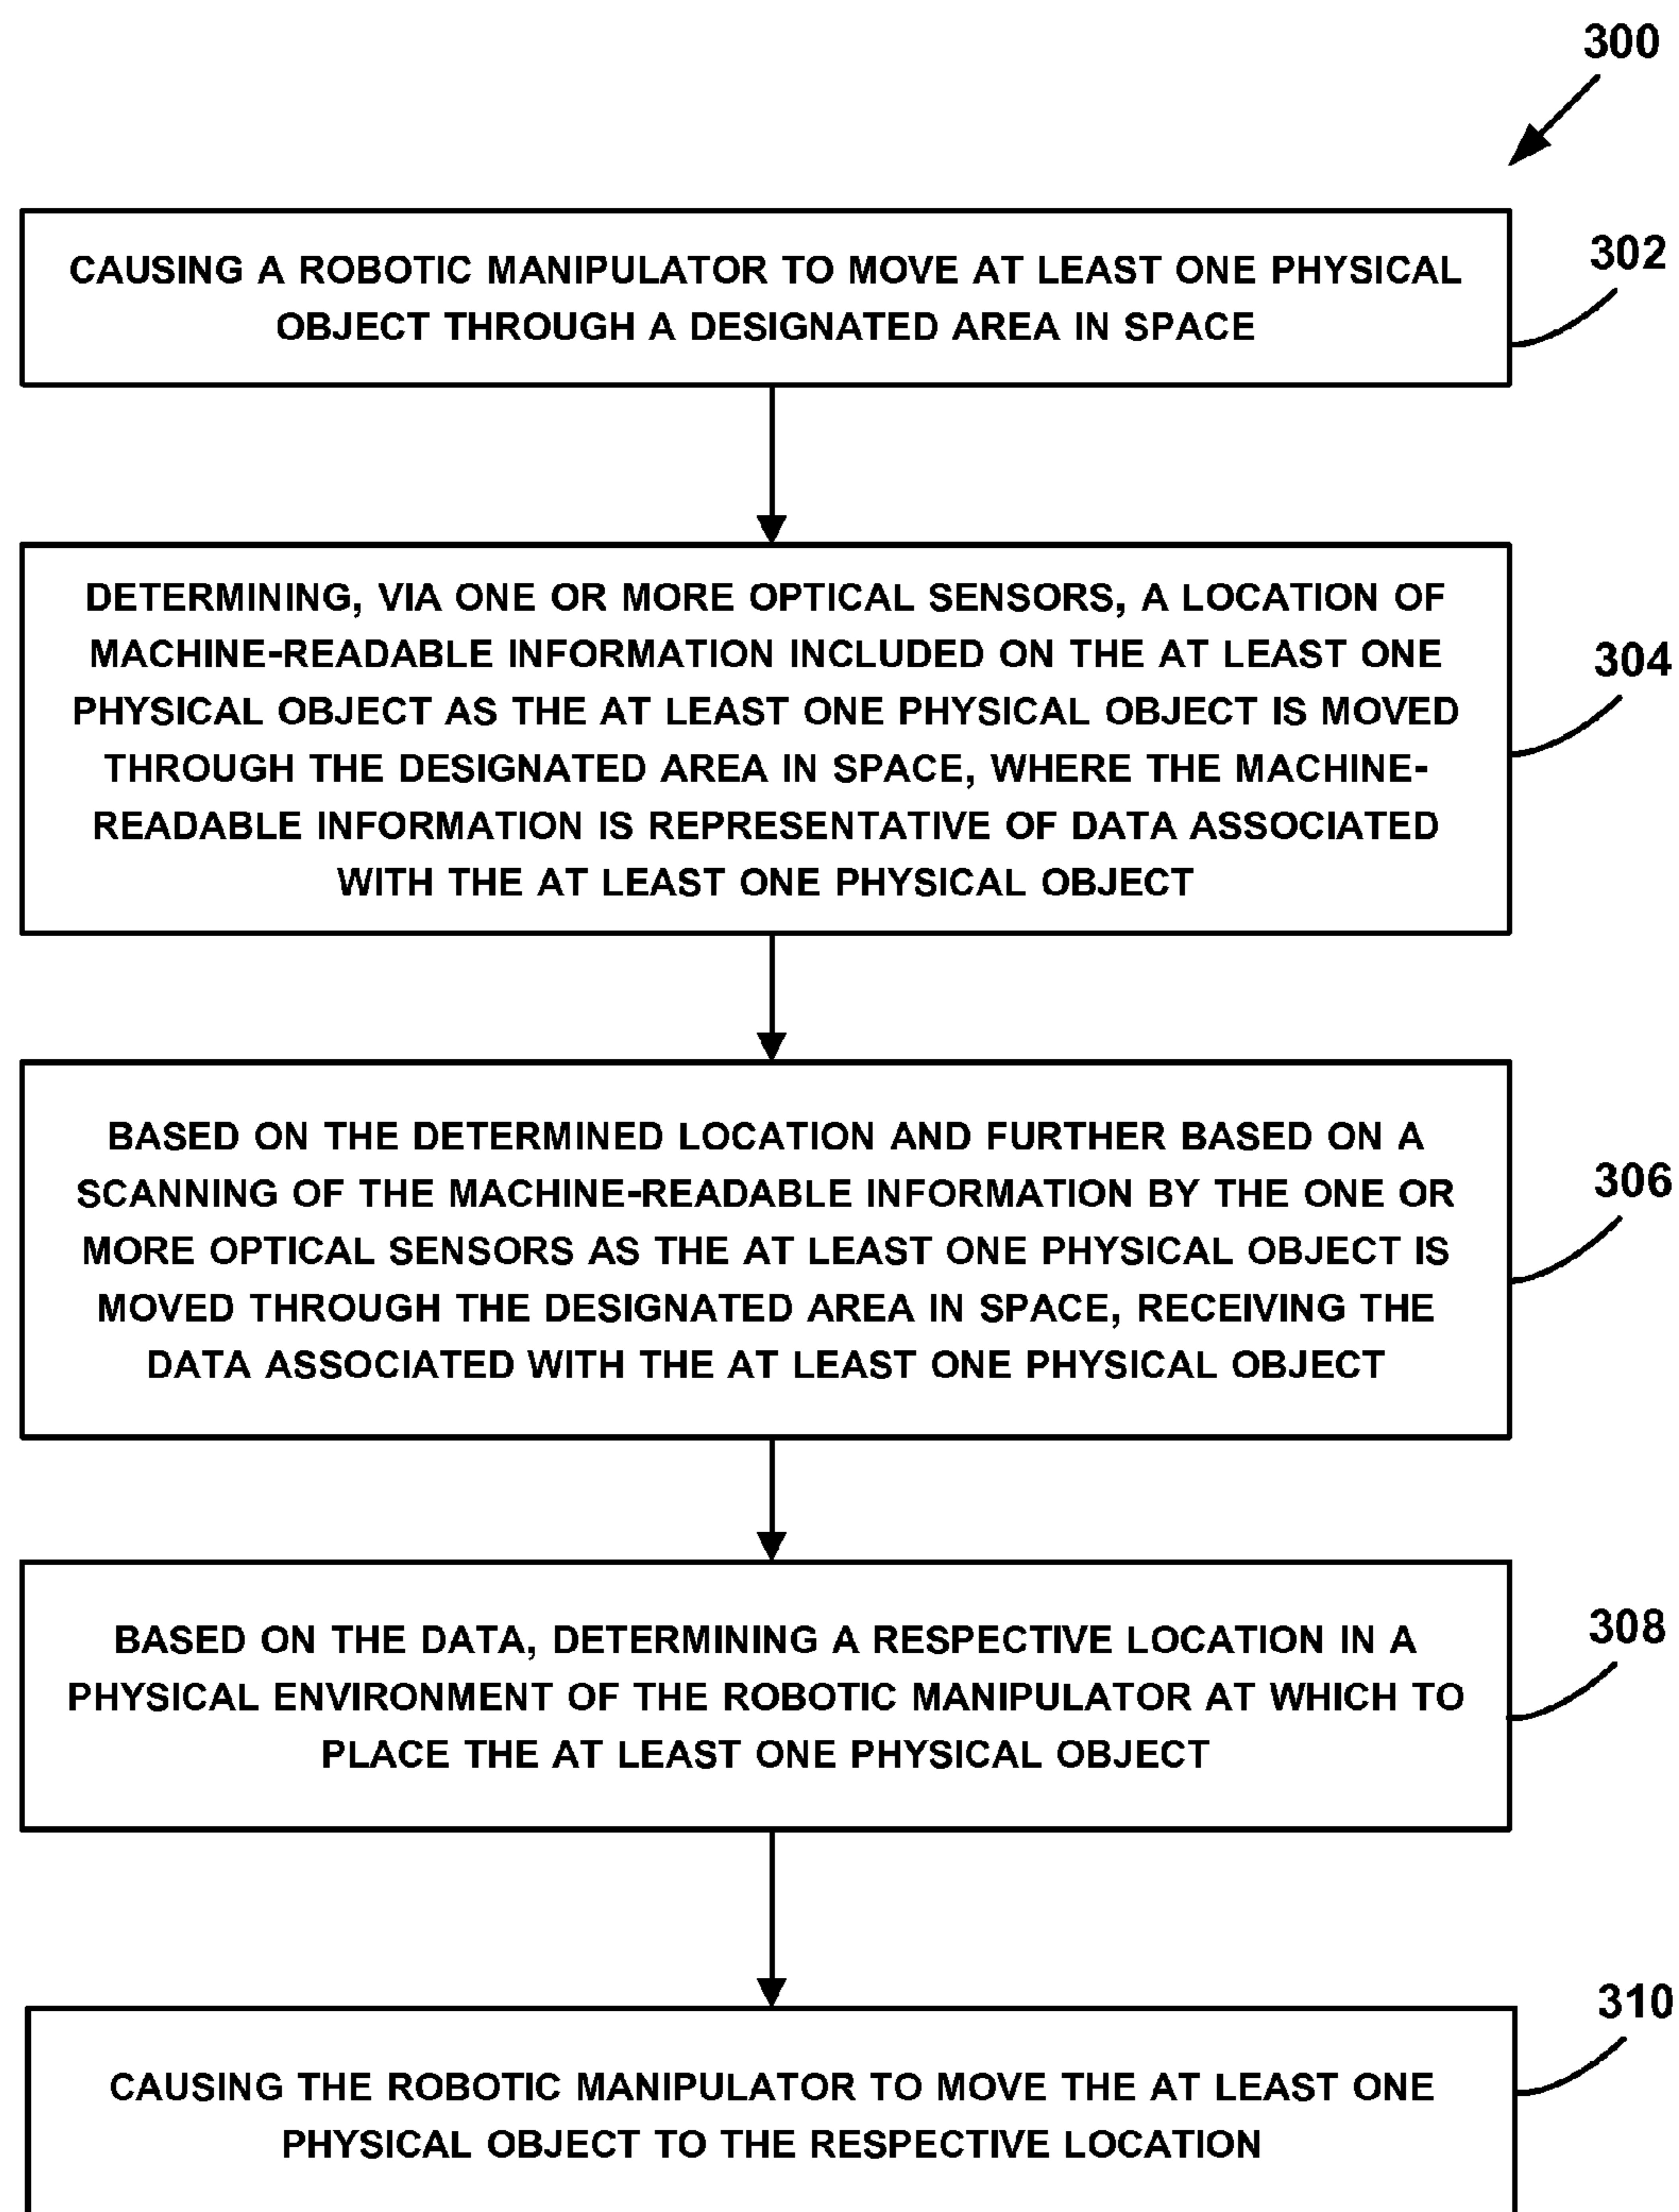 300
CAUSING A ROBOTIC MANIPULATOR TO MOVE AT LEAST ONE PHYSICAL
OBJECT THROUGH A DESIGNATED AREA IN SPACE
302
DETERMINING, VIA ONE OR MORE OPTICAL SENSORS, A LOCATION OF
MACHINE-READABLE INFORMATION INCLUDED ON THE AT LEAST ONE
PHYSICAL OBJECT AS THE AT LEAST ONE PHYSICAL OBJECT IS MOVED
THROUGH THE DESIGNATED AREA IN SPACE, WHERE THE MACHINE-
READABLE INFORMATION IS REPRESENTATIVE OF DATA ASSOCIATED
WITH THE AT LEAST ONE PHYSICAL OBJECT
304
BASED ON THE DETERMINED LOCATION AND FURTHER BASED ON A
SCANNING OF THE MACHINE-READABLE INFORMATION BY THE ONE OR
MORE OPTICAL SENSORS AS THE AT LEAST ONE PHYSICAL OBJECT IS
MOVED THROUGH THE DESIGNATED AREA IN SPACE, RECEIVING THE
DATA ASSOCIATED WITH THE AT LEAST ONE PHYSICAL OBJECT
306
BASED ON THE DATA, DETERMINING A RESPECTIVE LOCATION IN A
PHYSICAL ENVIRONMENT OF THE ROBOTIC MANIPULATOR AT WHICH TO
PLACE THE AT LEAST ONE PHYSICAL OBJECT
308
CAUSING THE ROBOTIC MANIPULATOR TO MOVE THE AT LEAST ONE
PHYSICAL OBJECT TO THE RESPECTIVE LOCATION
310